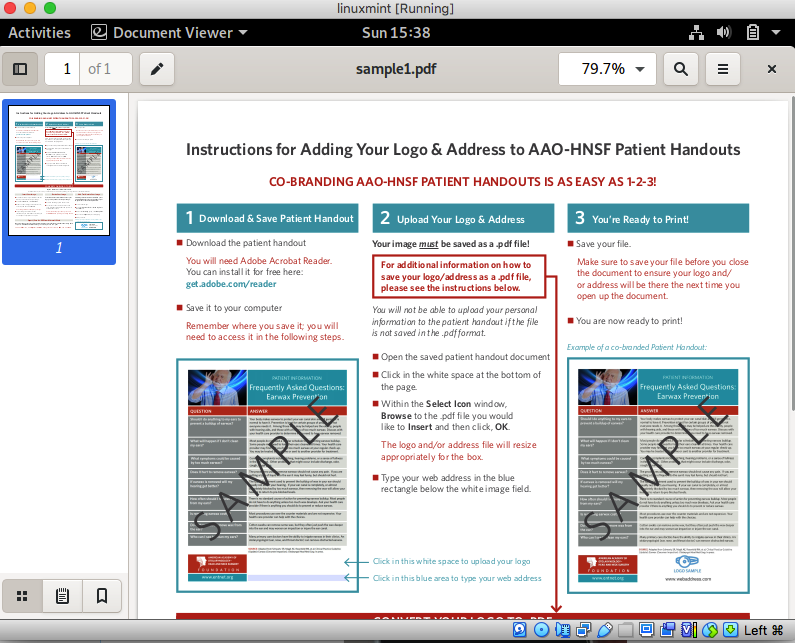 linuxmint [Running]
Activities
Document Viewer
Sun 15:38
1
of 1
sample1.pdf
79.7%
1
Instructions for Adding Your Logo & Address to AAO-HNSF Patient Handouts
CO-BRANDING AAO-HNSF PATIENT HANDOUTS IS AS EASY AS 1-2-3!
1 Download & Save Patient Handout
Download the patient handout
You will need Adobe Acrobat Reader.
You can install it for free here:
get.adobe.com/reader
Save it to your computer
Remember where you save it; you will
need to access it in the following steps.
PATIENT INFORMATION
Frequently Asked Questions:
Earwax Prevention
QUESTION
ANSWER
SAMPLE
FOUNDATION
www.entnet.org
2 Upload Your Logo & Address
Your image must be saved as a .pdf file!
For additional information on how to
save your logo/address as a .pdf file,
please see the instructions below.
You will not be able to upload your personal
information to the patient handout if the file
is not saved in the .pdf format.
Open the saved patient handout document
Click in the white space at the bottom of
the page.
Within the Select Icon window,
Browse to the .pdf file you would
like to Insert and then click, OK.
The logo and/or address file will resize
appropriately for the box.
Type your web address in the blue
rectangle below the white image field.
Click in this white space to upload your logo
Click in this blue area to type your web address
3 You're Ready to Print!
Save your file.
Make sure to save your file before you close
the document to ensure your logo and/
or address will be there the next time you
open up the document.
You are now ready to print!
Example of a co-branded Patient Handout:
PATIENT INFORMATION
Frequently Asked Questions:
Earwax Prevention
QUESTION
ANSWER
SAMPLE
FOUNDATION
www.entnet.org
LOGO SAMPLE
www.webaddress.com
CONVERT YOUR LOGO TO .PDF
Left ⌘